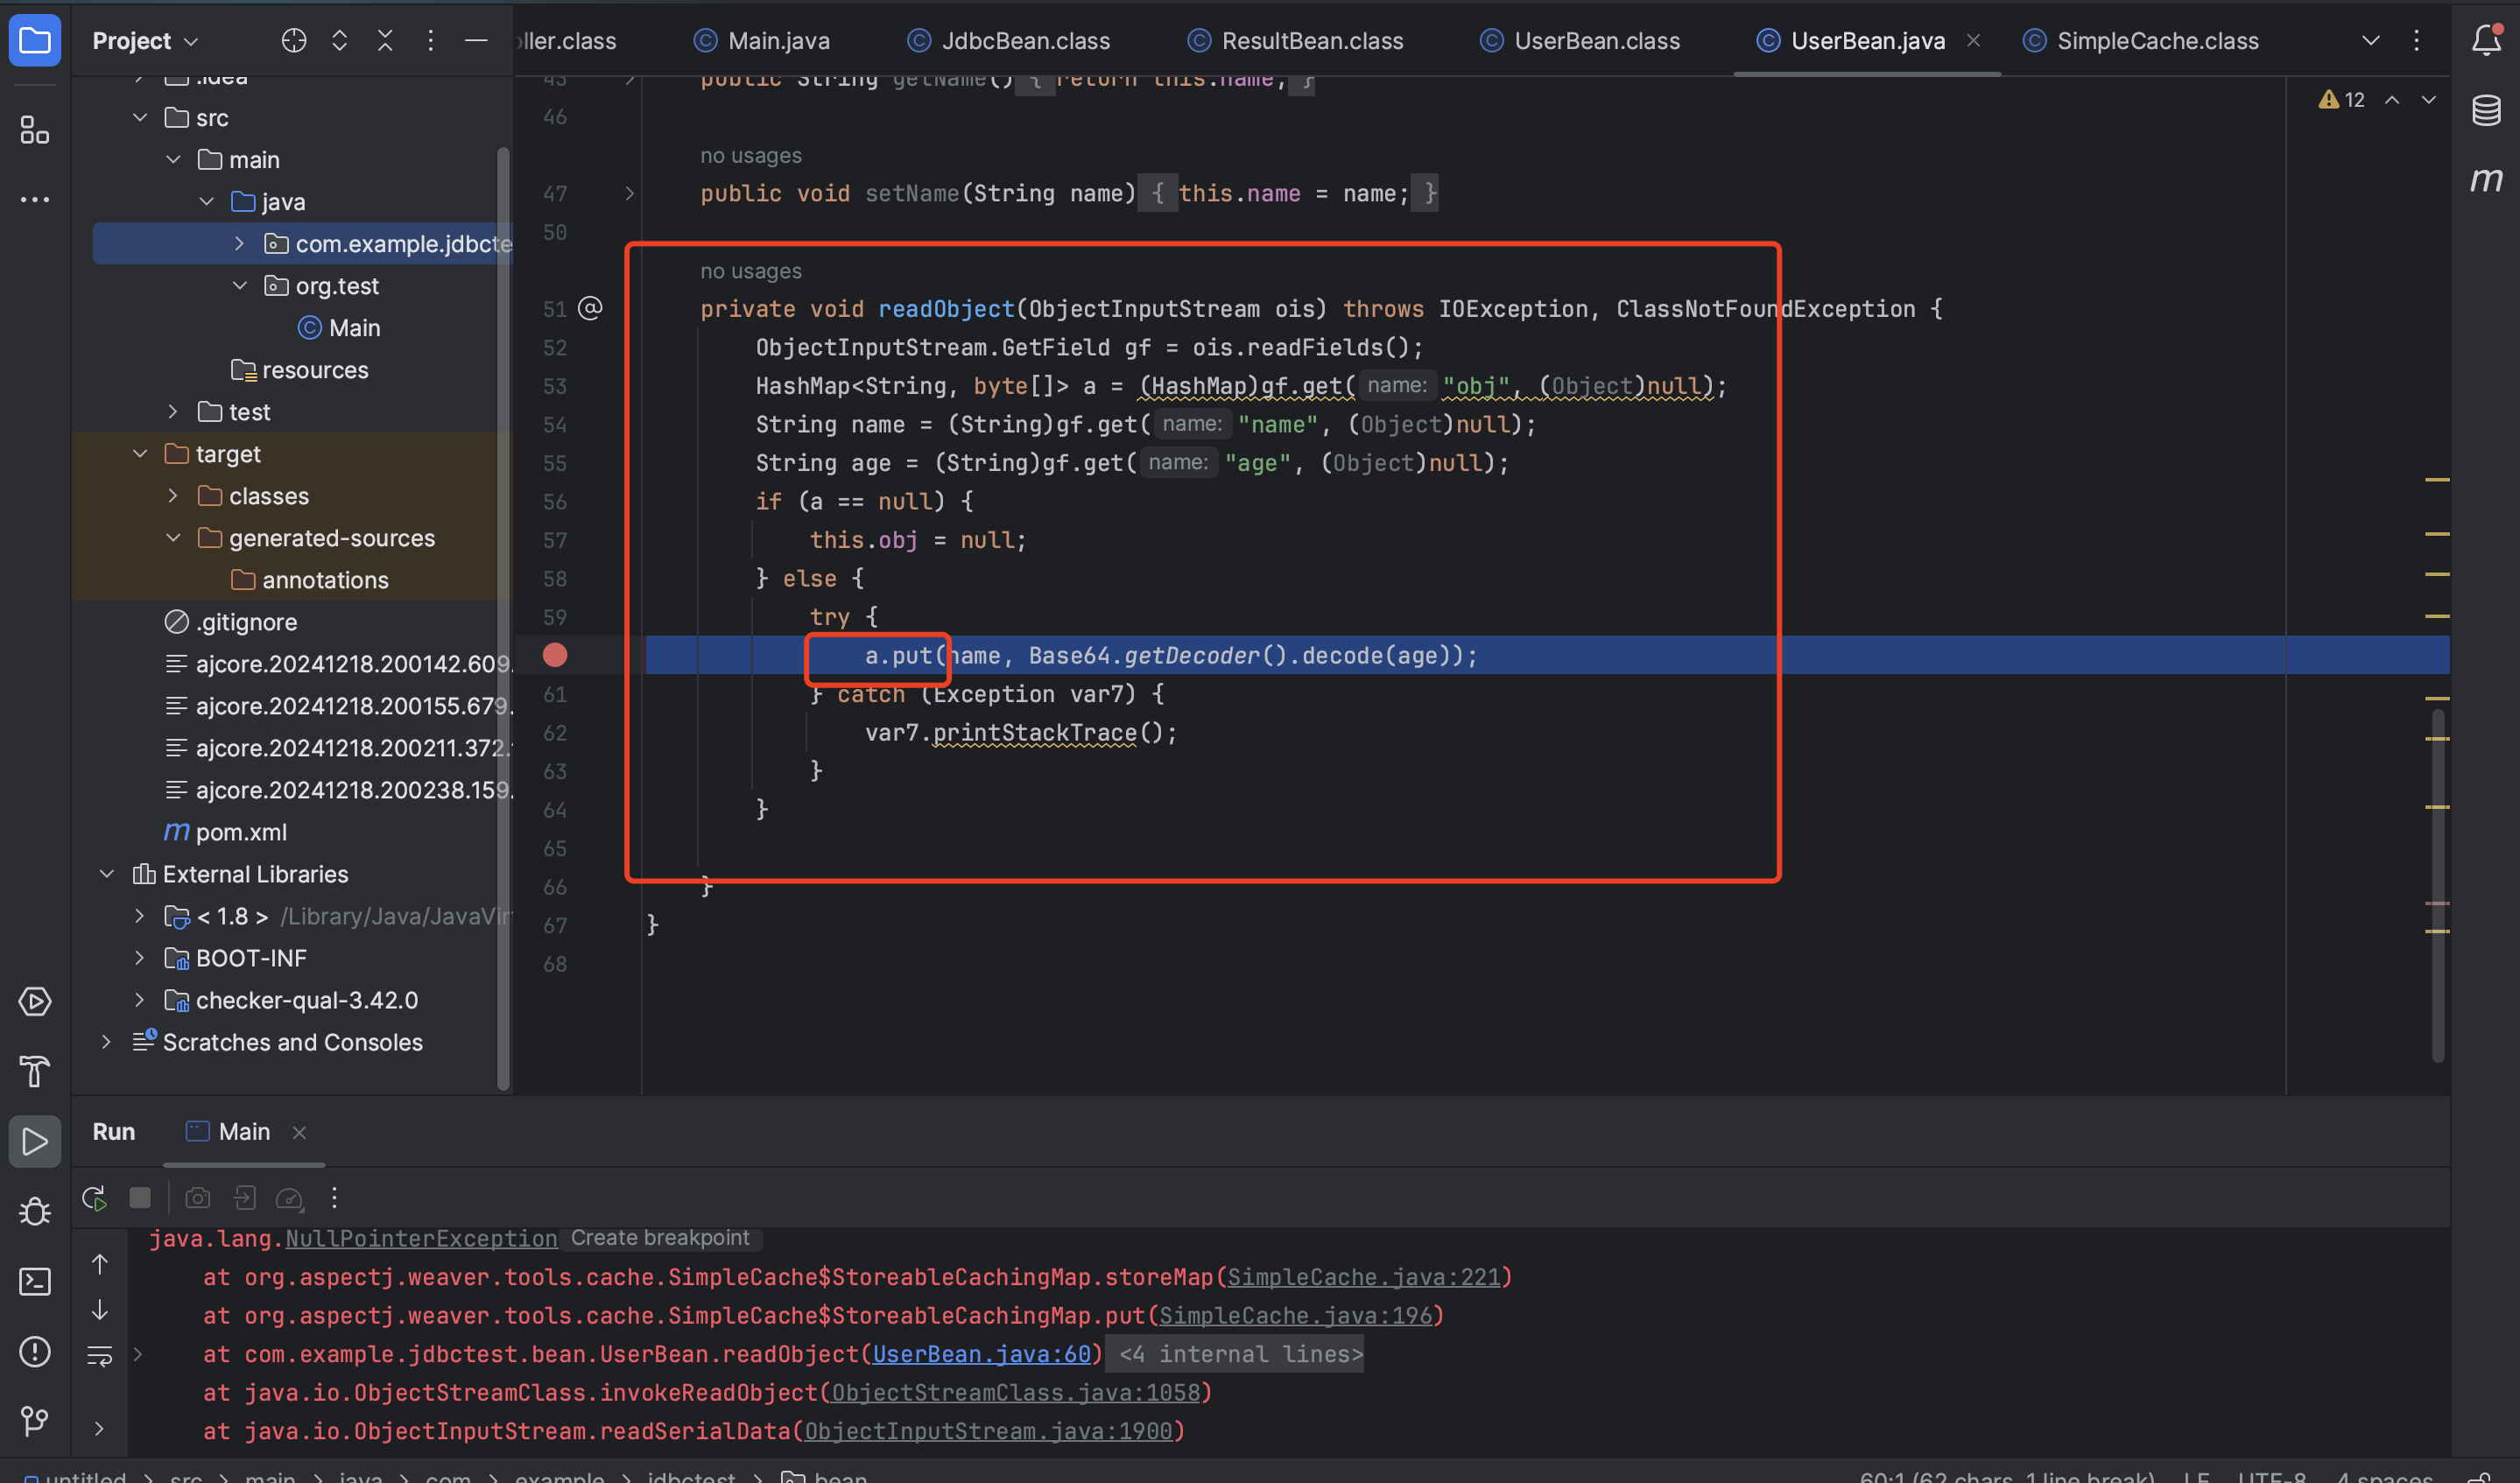 Project
ller.class
Main.java
JdbcBean.class
ResultBean.class
UserBean.class
UserBean.java
SimpleCache.class
.idea
src
main
java
com.example.jdbcte
org.test
Main
resources
test
target
classes
generated-sources
annotations
.gitignore
ajcore.20241218.200142.609.
ajcore.20241218.200155.679.
ajcore.20241218.200211.372.
ajcore.20241218.200238.159.
pom.xml
External Libraries
< 1.8 > /Library/Java/JavaVir
BOOT-INF
checker-qual-3.42.0
Scratches and Consoles
12
43 public String getName() { return this.name; }
46
no usages
47 public void setName(String name) { this.name = name; }
50
no usages
51 private void readObject(ObjectInputStream ois) throws IOException, ClassNotFoundException {
52 ObjectInputStream.GetField gf = ois.readFields();
53 HashMap<String, byte[]> a = (HashMap)gf.get( name: "obj", (Object)null);
54 String name = (String)gf.get( name: "name", (Object)null);
55 String age = (String)gf.get( name: "age", (Object)null);
56 if (a == null) {
57 this.obj = null;
58 } else {
59 try {
a.put(name, Base64.getDecoder().decode(age));
61 } catch (Exception var7) {
62 var7.printStackTrace();
63 }
64 }
65
66 }
67 }
68
Run
Main
java.lang.NullPointerException Create breakpoint
at org.aspectj.weaver.tools.cache.SimpleCache$StoreableCachingMap.storeMap(SimpleCache.java:221)
at org.aspectj.weaver.tools.cache.SimpleCache$StoreableCachingMap.put(SimpleCache.java:196)
at com.example.jdbctest.bean.UserBean.readObject(UserBean.java:60) <4 internal lines>
at java.io.ObjectStreamClass.invokeReadObject(ObjectStreamClass.java:1058)
at java.io.ObjectInputStream.readSerialData(ObjectInputStream.java:1900)
untitled > src > main > java > com > example > jdbctest > bean
60:1 (62 chars, 1 line break) LF UTF-8 4 spaces